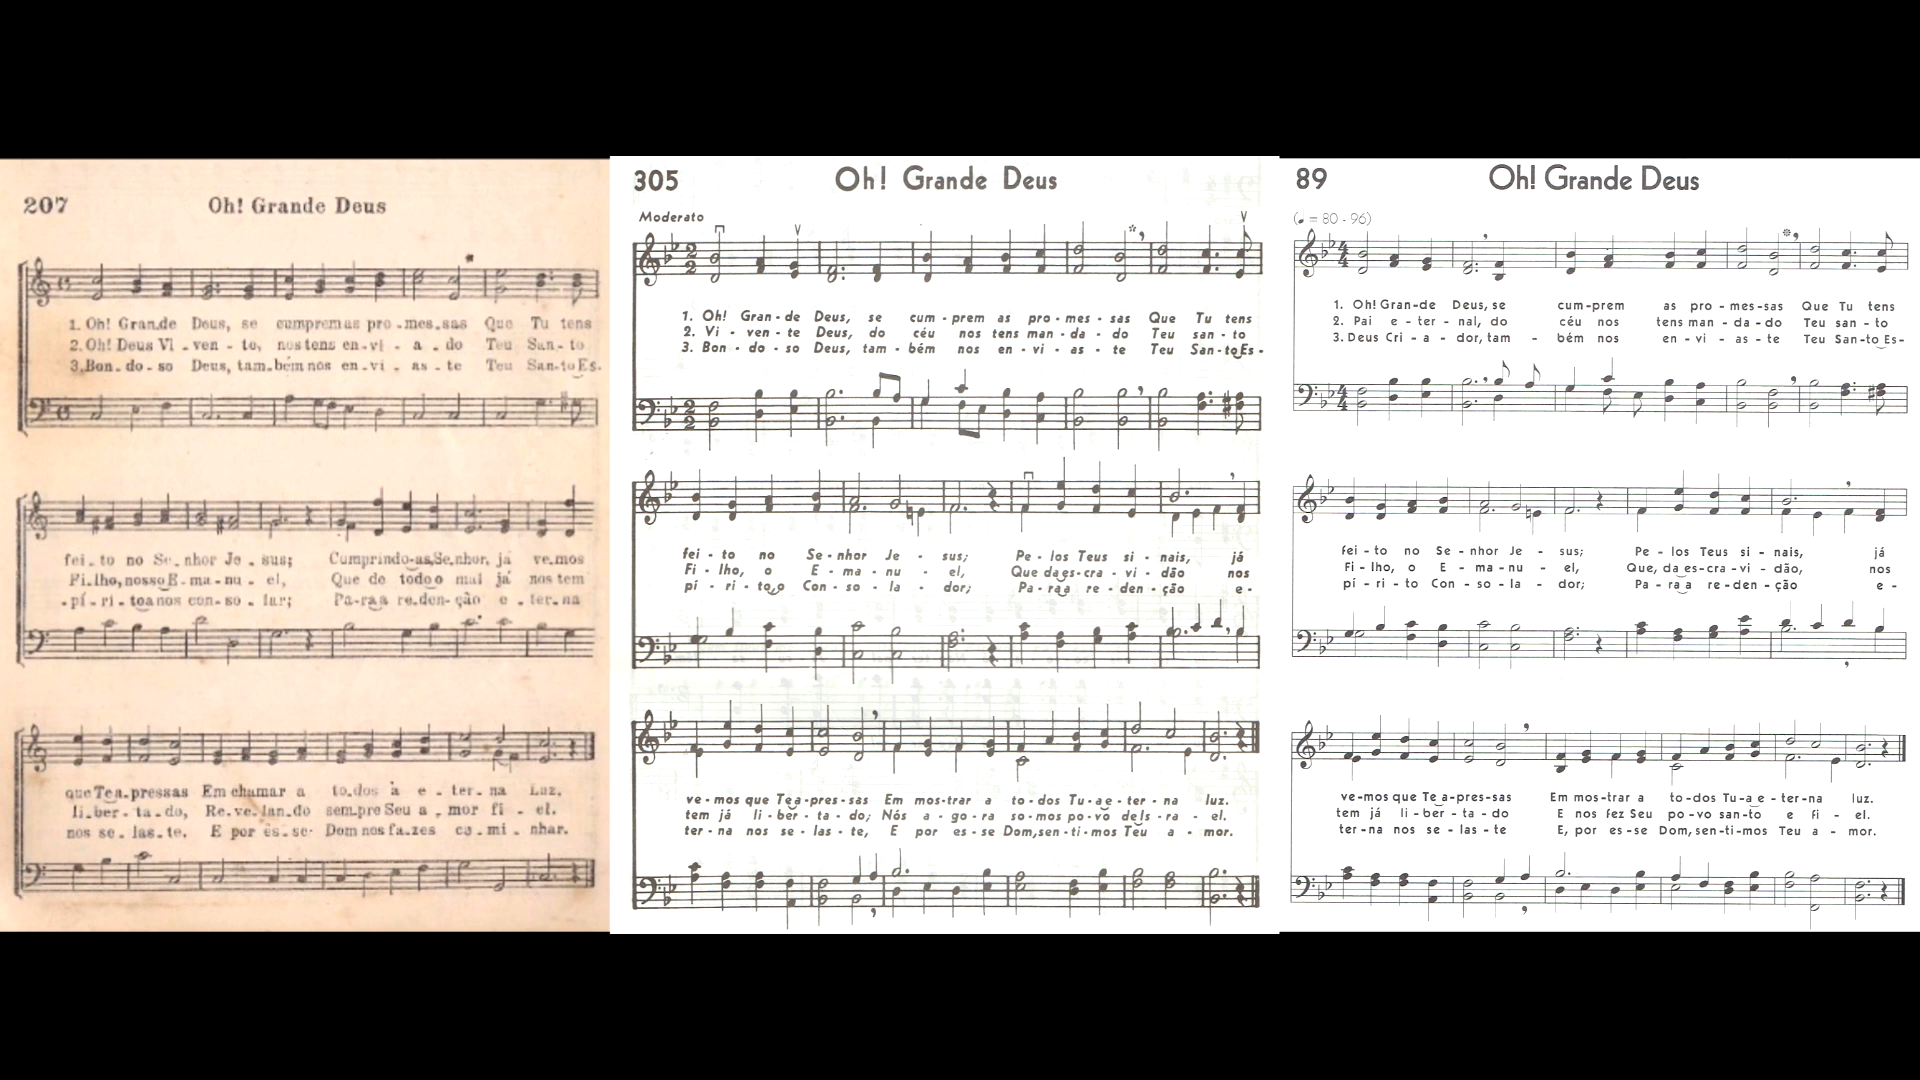 207
Oh! Grande Deus
1. Oh! Gran.de Deus, se cumpremas pro.mes.sas Que Tu tens
2. Oh! Deus Vi.ven-te, nostens en-vi-a-do Teu San-to
3. Bon.do-so Deus, tam.bém nos en.vi-as-te Teu San-to Es.
fei.to no Se.nhor Je.sus; Cumprindo-as, Senhor, já ve.mos
Fi.lho, nosso E-ma-nu.el, Que de todo o mal já nos tem
.pí-ri-to a nos con-so.lar; Pa-ra a re.den-ção e.ter.na
que Te a.pressas Em chamar a to.dos à e-ter-na Luz.
li.ber-ta-do, Re.ve.lan.do sem.pre Seu a.mor fi-el.
nos se.las.te, E por es.se Dom nos fa.zes ca.mi.nhar.
305
Oh! Grande Deus
Moderato
1. Oh! Gran-de Deus, se cum-prem as pro-mes-sas Que Tu tens
2. Vi-ven-te Deus, do céu nos tens man-da-do Teu san-to
3. Bon-do-so Deus, tam-bém nos en-vi-as-te Teu San-to Es-
fei-to no Se-nhor Je-sus; Pe-los Teus si-nais, já
Fi-lho, o E-ma-nu-el, Que da es-cra-vi-dão nos
pí-ri-to, o Con-so-la-dor; Pa-ra a re-den-ção e-
ve-mos que Te a-pres-sas Em mos-trar a to-dos Tu-a e-ter-na luz.
tem já li-ber-ta-do; Nós a-go-ra so-mos po-vo de Is-ra-el.
ter-na nos se-las-te, E por es-se Dom, sen-ti-mos Teu a-mor.
89
Oh! Grande Deus
(♩ = 80 - 96)
1. Oh! Gran-de Deus, se cum-prem as pro-mes-sas Que Tu tens
2. Pai e-ter-nal, do céu nos tens man-da-do Teu san-to
3. Deus Cri-a-dor, tam-bém nos en-vi-as-te Teu San-to Es-
fei-to no Se-nhor Je-sus; Pe-los Teus si-nais, já
Fi-lho, o E-ma-nu-el, Que, da es-cra-vi-dão, nos
pí-ri-to Con-so-la-dor; Pa-ra a re-den-ção e-
ve-mos que Te a-pres-sas Em mos-trar a to-dos Tu-a e-ter-na luz.
tem já li-ber-ta-do E nos fez Seu po-vo san-to e fi-el.
ter-na nos se-las-te E, por es-se Dom, sen-ti-mos Teu a-mor.